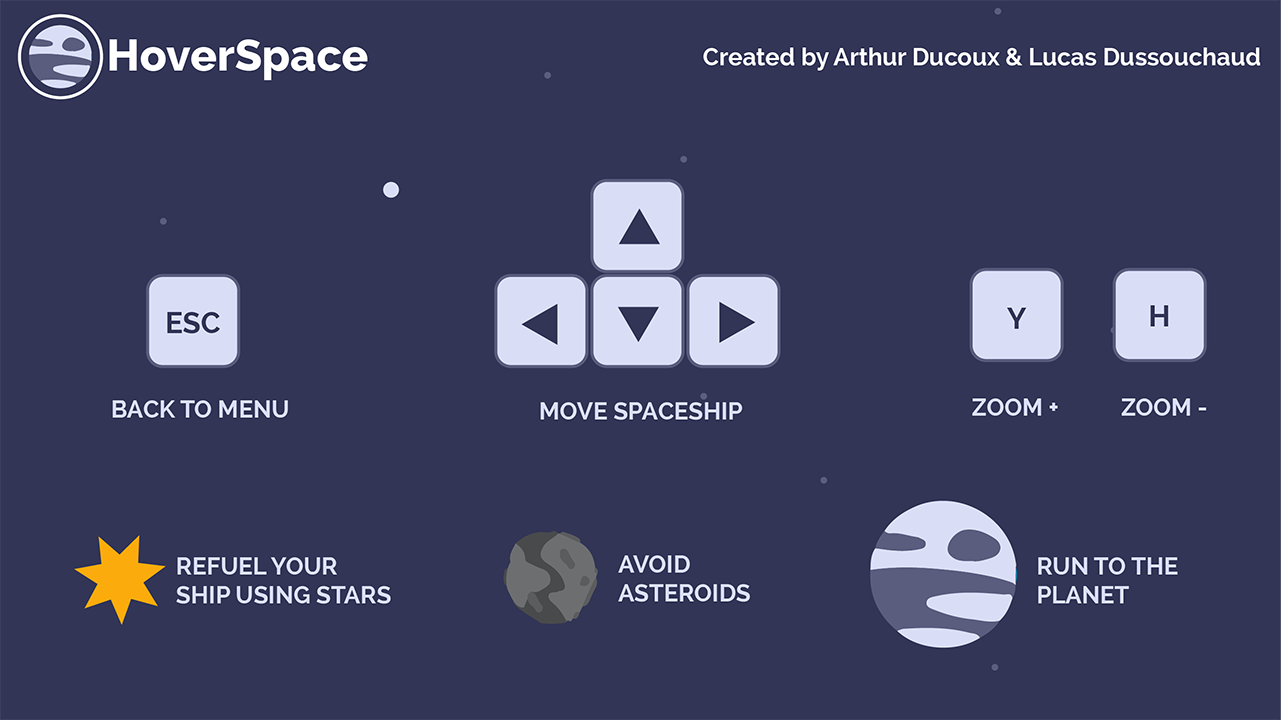 HoverSpace
Created by Arthur Ducoux & Lucas Dussouchaud
ESC
Y
H
BACK TO MENU
MOVE SPACESHIP
ZOOM +
ZOOM -
REFUEL YOUR
SHIP USING STARS
AVOID
ASTEROIDS
RUN TO THE
PLANET